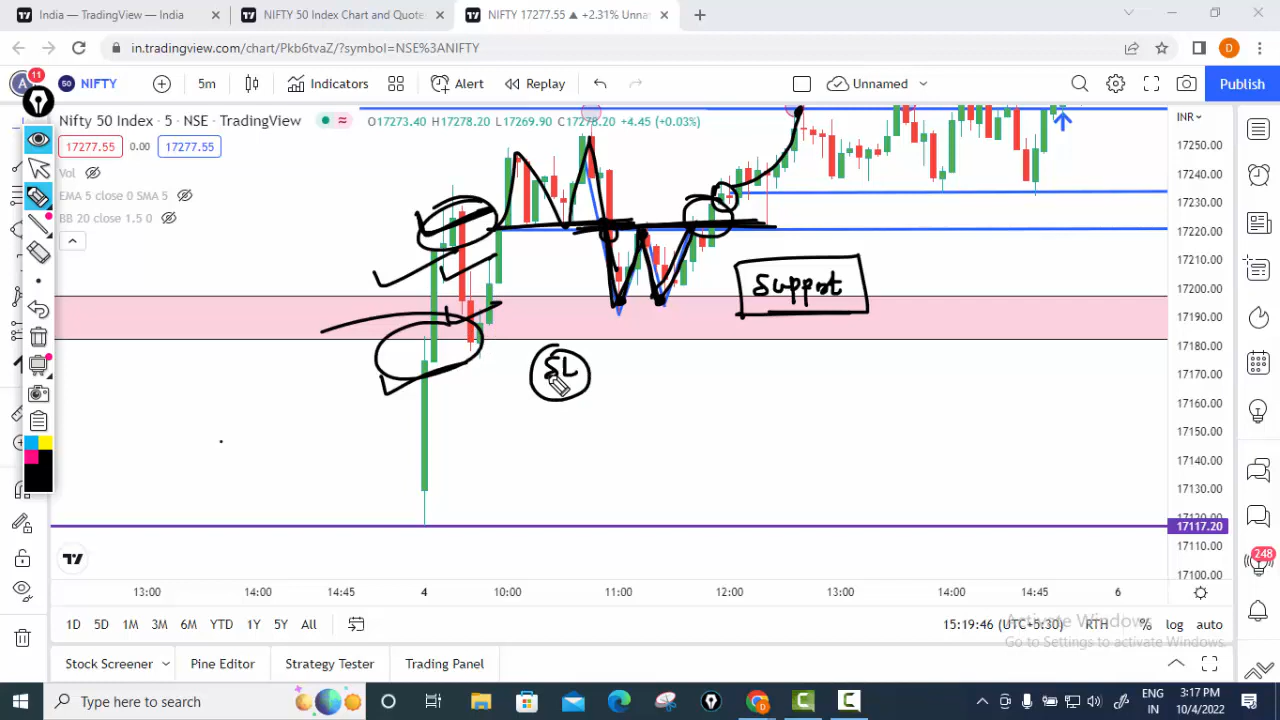 India — TradingView — India
NIFTY 50 Index Chart and Quote
NIFTY 17277.55 ▲ +2.31% Unna
in.tradingview.com/chart/Pkb6tvaZ/?symbol=NSE%3ANIFTY
D
A
11
50 NIFTY
5m
Indicators
Alert
Replay
Unnamed
Publish
Nifty 50 Index · 5 · NSE · TradingView
O17273.40 H17278.20 L17269.90 C17278.20 +4.45 (+0.03%)
INR
17277.55 0.00 17277.55
Vol
EMA 5 close 0 SMA 5
BB 20 close 1.5 0
17250.00
17240.00
17230.00
17220.00
17210.00
17200.00
17190.00
17180.00
17170.00
17160.00
17150.00
17140.00
17130.00
17117.20
17110.00
17100.00
Support
SL
13:00 14:00 14:45 4 10:00 11:00 12:00 13:00 14:00 14:45 6
1D 5D 1M 3M 6M YTD 1Y 5Y All
15:19:46 (UTC+5:30) RTH % log auto
Activate Windows
Go to Settings to activate Windows.
248
Stock Screener Pine Editor Strategy Tester Trading Panel
Type here to search
ENG
IN
3:17 PM
10/4/2022